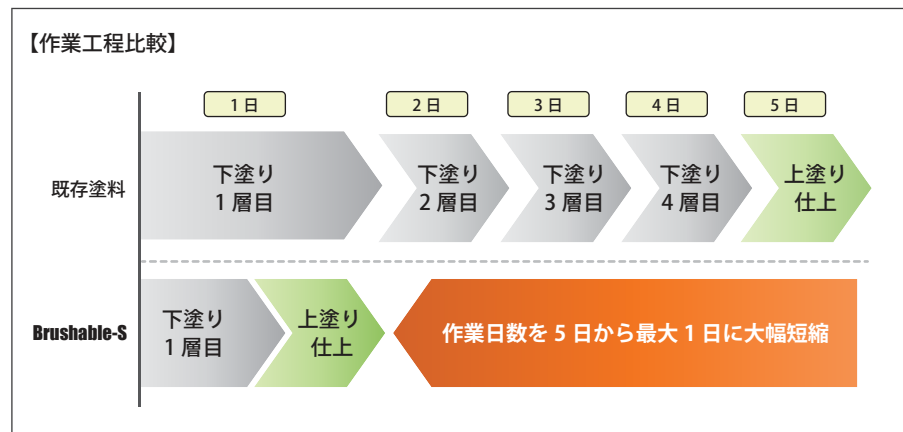 【作業工程比較】
1 日
2 日
3 日
4 日
5 日
既存塗料
下塗り
1 層目
下塗り
2 層目
下塗り
3 層目
下塗り
4 層目
上塗り
仕上
Brushable-S
下塗り
1 層目
上塗り
仕上
作業日数を 5 日から最大 1 日に大幅短縮